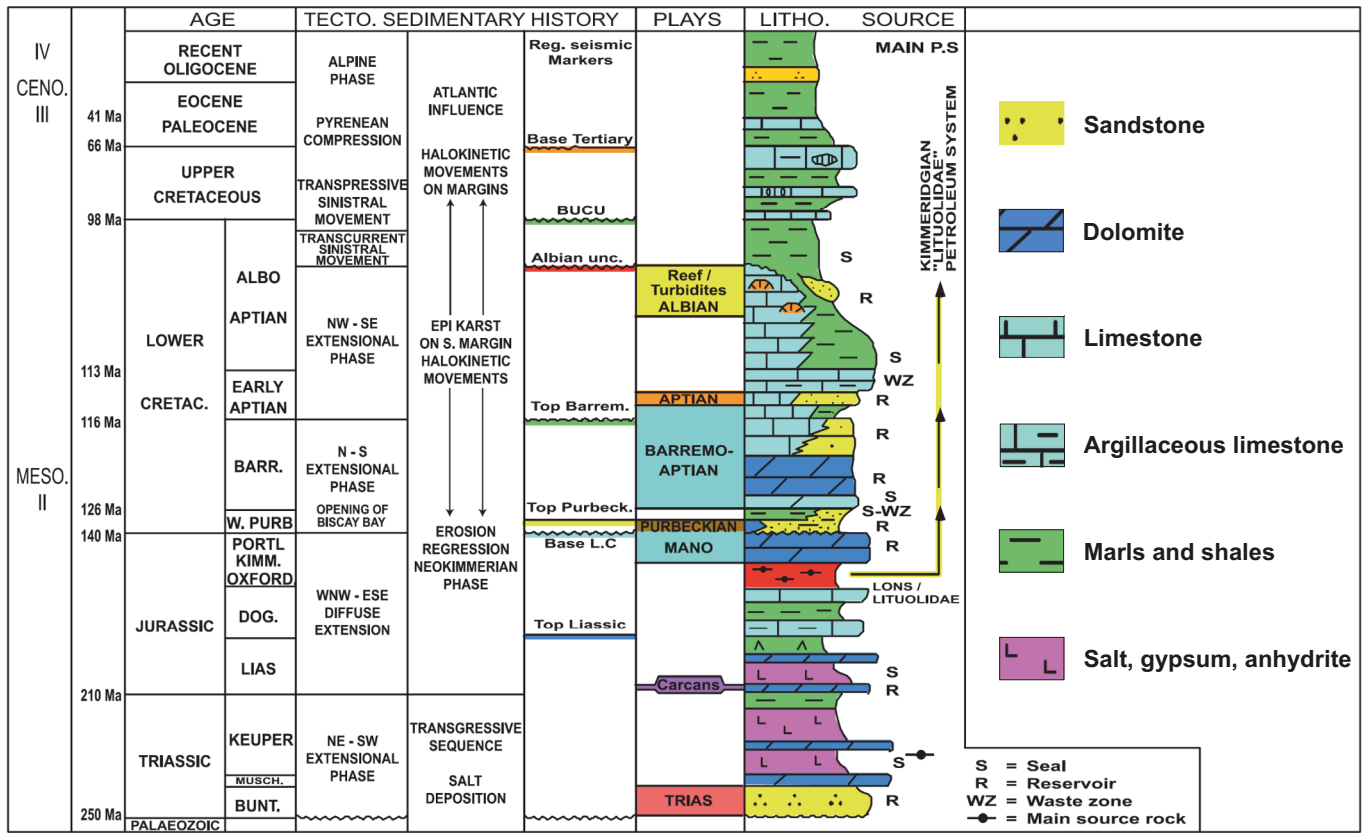 AGE
TECTO. SEDIMENTARY HISTORY
PLAYS
LITHO.
SOURCE
IV
CENO.
III
MESO.
II
41 Ma
66 Ma
98 Ma
113 Ma
116 Ma
126 Ma
140 Ma
210 Ma
250 Ma
RECENT
OLIGOCENE
EOCENE
PALEOCENE
UPPER
CRETACEOUS
LOWER
CRETAC.
ALBO
APTIAN
EARLY
APTIAN
BARR.
W. PURB
JURASSIC
PORTL
KIMM.
OXFORD
DOG.
LIAS
TRIASSIC
KEUPER
MUSCH.
BUNT.
PALAEOZOIC
ALPINE
PHASE
PYRENEAN
COMPRESSION
TRANSPRESSIVE
SINISTRAL
MOVEMENT
TRANSCURRENT
SINISTRAL
MOVEMENT
NW - SE
EXTENSIONAL
PHASE
N - S
EXTENSIONAL
PHASE
OPENING OF
BISCAY BAY
WNW - ESE
DIFFUSE
EXTENSION
NE - SW
EXTENSIONAL
PHASE
ATLANTIC
INFLUENCE
HALOKINETIC
MOVEMENTS
ON MARGINS
EPI KARST
ON S. MARGIN
HALOKINETIC
MOVEMENTS
EROSION
REGRESSION
NEOKIMMERIAN
PHASE
TRANSGRESSIVE
SEQUENCE
SALT
DEPOSITION
Reg. seismic
Markers
Base Tertiary
BUCU
Albian unc.
Top Barrem.
Top Purbeck.
Base L.C
Top Liassic
Reef /
Turbidites
ALBIAN
APTIAN
BARREMO-
APTIAN
PURBECKIAN
MANO
Carcans
TRIAS
MAIN P.S
S
R
S
WZ
R
R
R
S
S-WZ
R
R
LONS /
LITUOLIDAE
S
R
S
R
KIMMERIDGIAN
"LITUOLIDAE"
PETROLEUM SYSTEM
Sandstone
Dolomite
Limestone
Argillaceous limestone
Marls and shales
Salt, gypsum, anhydrite
S = Seal
R = Reservoir
WZ = Waste zone
= Main source rock